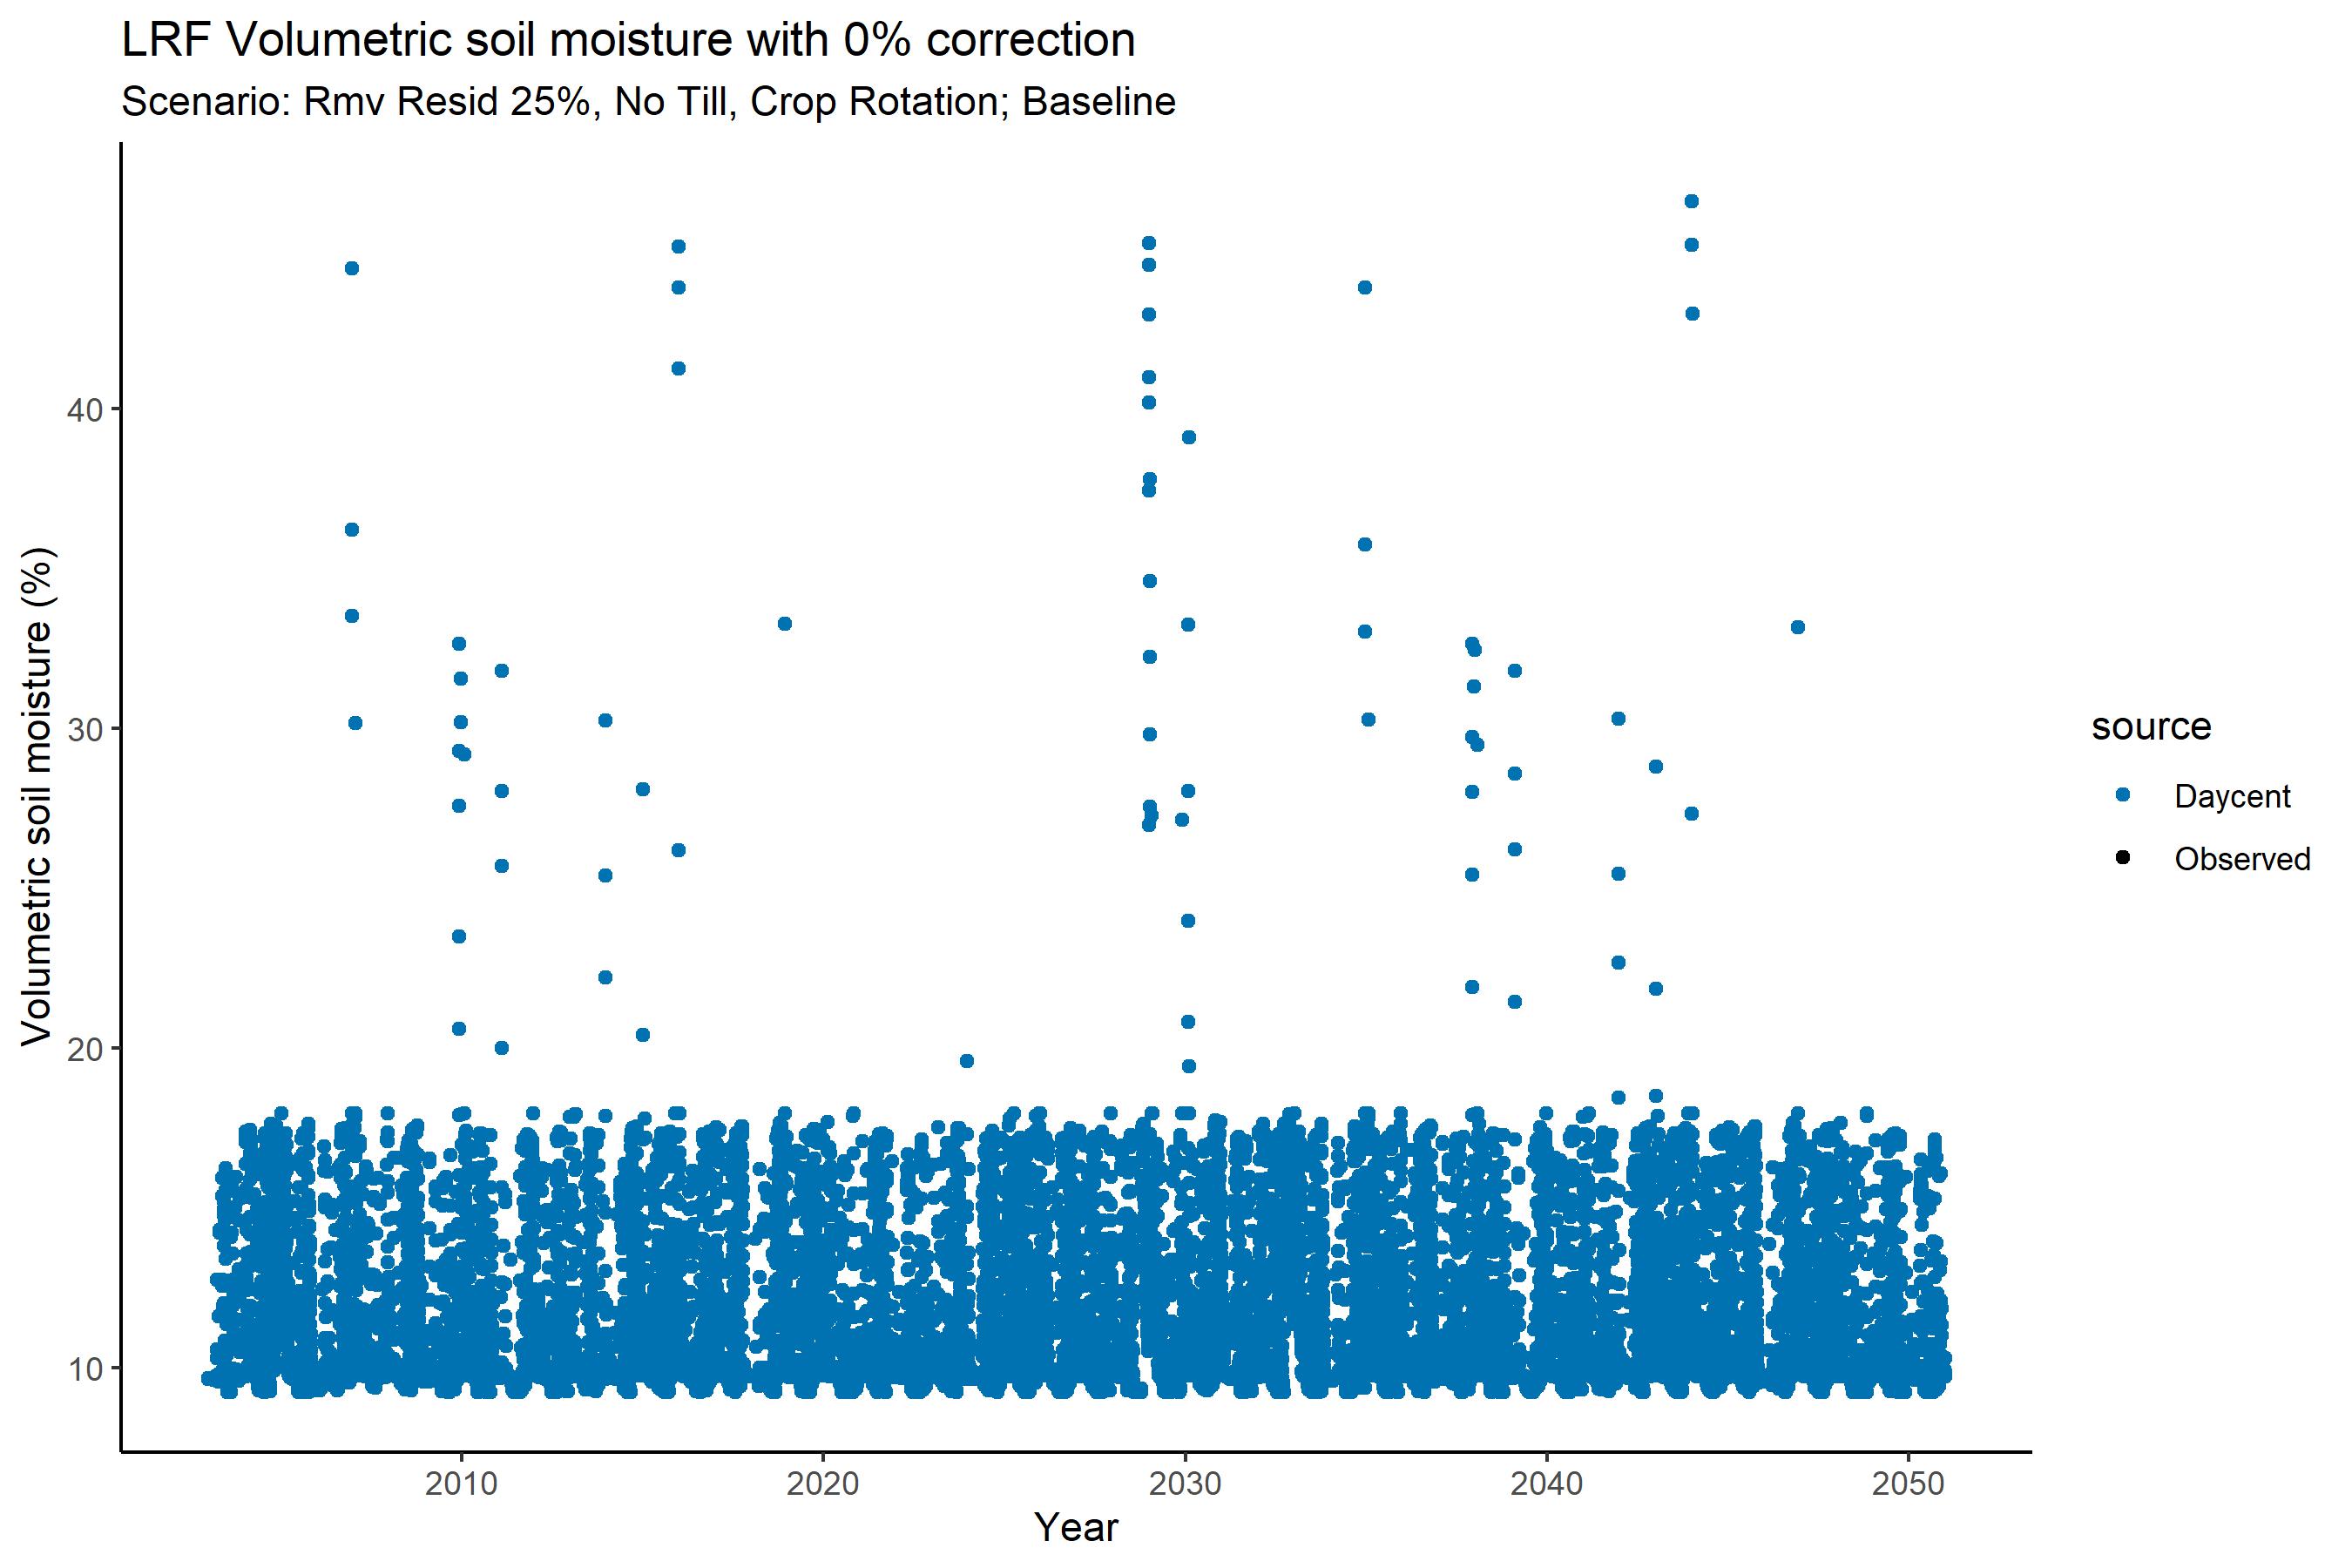 LRF Volumetric soil moisture with 0% correction
Scenario: Rmv Resid 25%, No Till, Crop Rotation; Baseline
Volumetric soil moisture (%)
40
30
20
10
2010
2020
2030
2040
2050
Year
source
Daycent
Observed